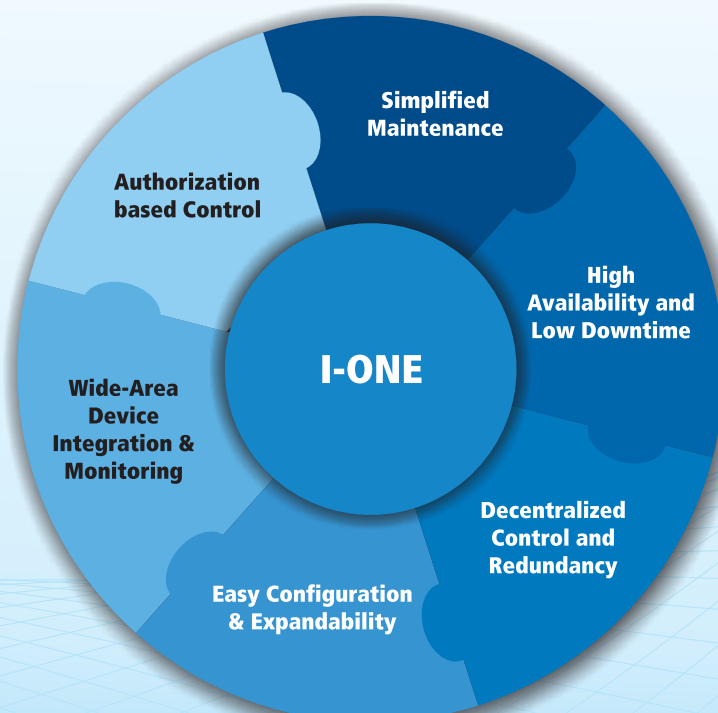 Simplified
Maintenance
Authorization
based Control
High
Availability and
Low Downtime
I-ONE
Wide-Area
Device
Integration &
Monitoring
Decentralized
Control and
Redundancy
Easy Configuration
& Expandability